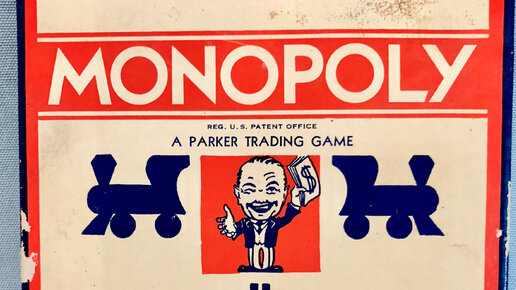 MONOPOLY
REG. U.S. PATENT OFFICE
A PARKER TRADING GAME
$